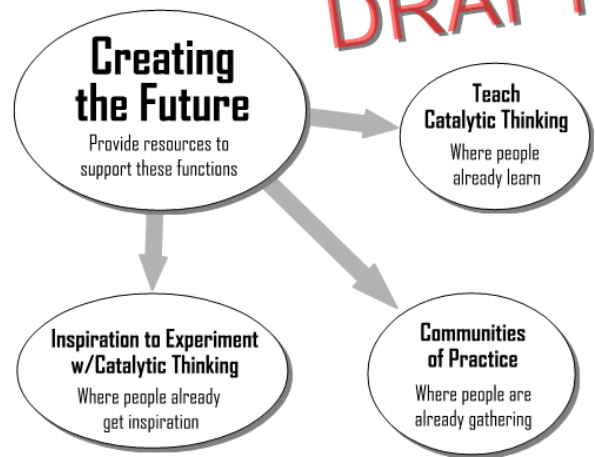 DRAFT
Creating
the Future
Provide resources to
support these functions
Teach
Catalytic Thinking
Where people
already learn
Inspiration to Experiment
w/Catalytic Thinking
Where people already
get inspiration
Communities
of Practice
Where people are
already gathering